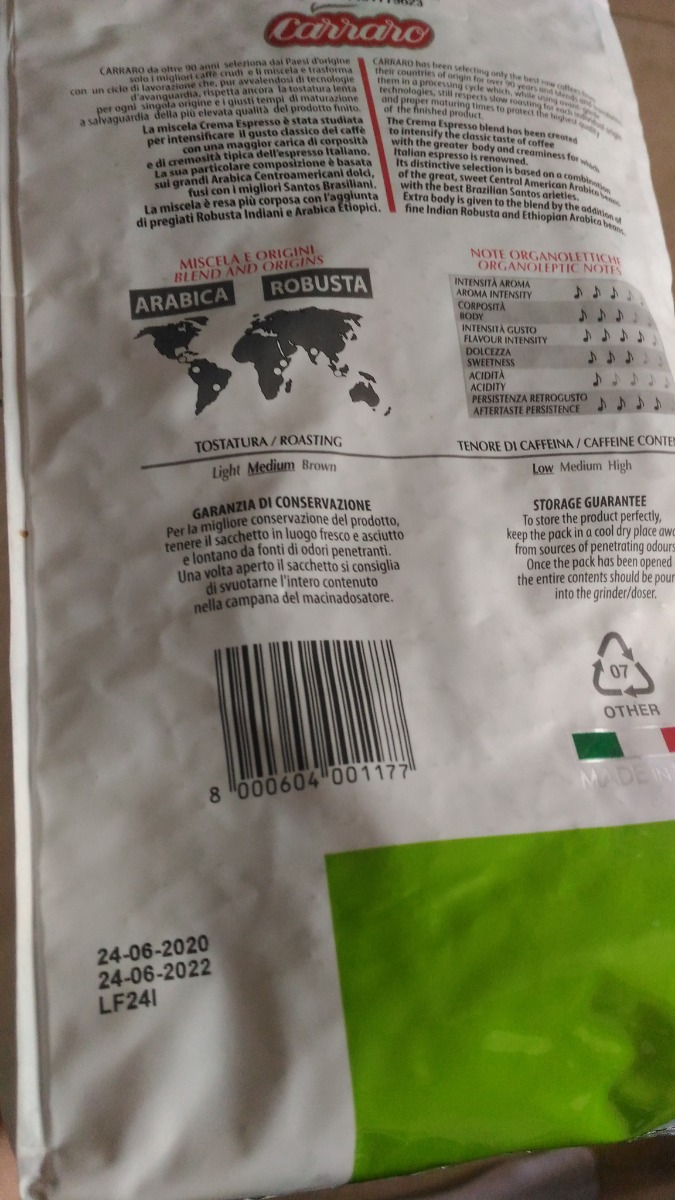 Carraro
CARRARO da oltre 90 anni seleziona dai Paesi d'origine
solo i migliori caffè crudi e li miscela e trasforma
con un ciclo di lavorazione che, pur avvalendosi di tecnologie
d'avanguardia, rispetta ancora la tostatura lenta
per ogni singola origine e i giusti tempi di maturazione
a salvaguardia della più elevata qualità del prodotto finito.
La miscela Crema Espresso è stata studiata
per intensificare il gusto classico del caffè
con una maggior carica di corposità
e di cremosità tipica dell'espresso Italiano.
La sua particolare composizione è basata
sui grandi Arabica Centroamericani dolci,
fusi con i migliori Santos Brasiliani.
La miscela è resa più corposa con l'aggiunta
di pregiati Robusta Indiani e Arabica Etiopici.
CARRARO has been selecting only the best raw coffees
their countries of origin for over 90 years and blends and
them in a processing cycle which, while using
technologies, still respects slow roasting for each individual origin
and proper maturing times to protect the highest quality
of the finished product.
The Crema Espresso blend has been created
to intensify the classic taste of coffee
with the greater body and creaminess for which
Italian espresso is renowned.
Its distinctive selection is based on a combination
of the great, sweet Central American Arabica beans
with the best Brazilian Santos arieties.
Extra body is given to the blend by the addition of
fine Indian Robusta and Ethiopian Arabica beans.
MISCELA E ORIGINI
BLEND AND ORIGINS
ARABICA
ROBUSTA
NOTE ORGANOLETTICHE
ORGANOLEPTIC NOTES
INTENSITÀ AROMA
AROMA INTENSITY
CORPOSITÀ
BODY
INTENSITÀ GUSTO
FLAVOUR INTENSITY
DOLCEZZA
SWEETNESS
ACIDITÀ
ACIDITY
PERSISTENZA RETROGUSTO
AFTERTASTE PERSISTENCE
TOSTATURA / ROASTING
Light Medium Brown
TENORE DI CAFFEINA / CAFFEINE CONTE
Low Medium High
GARANZIA DI CONSERVAZIONE
Per la migliore conservazione del prodotto,
tenere il sacchetto in luogo fresco e asciutto
e lontano da fonti di odori penetranti.
Una volta aperto il sacchetto si consiglia
di svuotarne l'intero contenuto
nella campana del macinadosatore.
STORAGE GUARANTEE
To store the product perfectly,
keep the pack in a cool dry place awa
from sources of penetrating odours
Once the pack has been opened
the entire contents should be pour
into the grinder/doser.
07
OTHER
MADE IN
8 000604 001177
24-06-2020
24-06-2022
LF24I